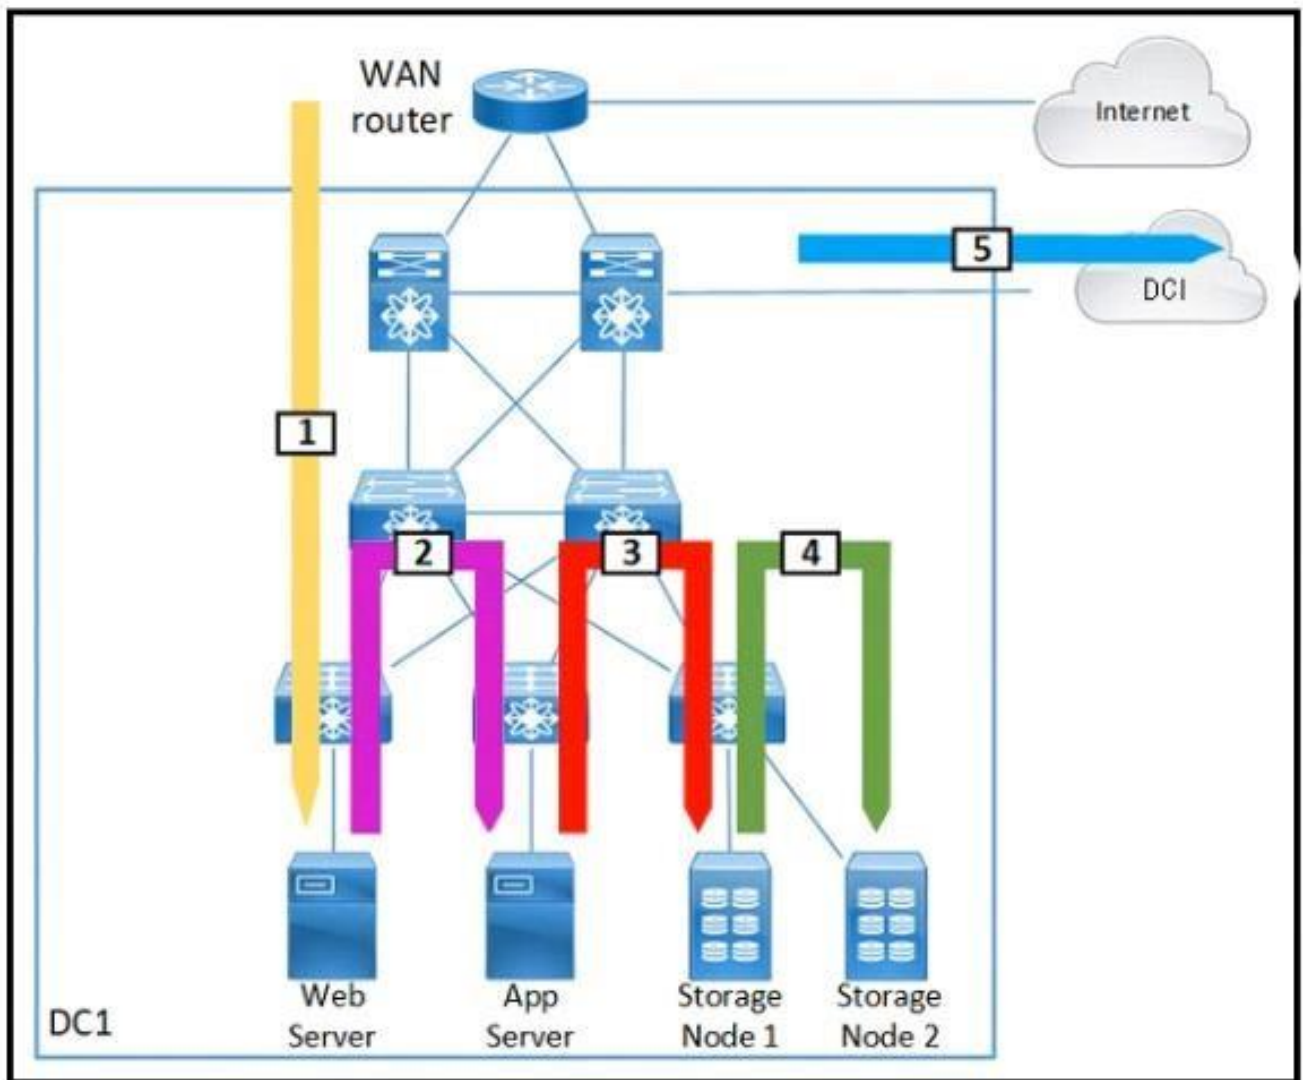 WAN
router
Internet
5
DCI
1
2
3
4
Web
Server
App
Server
Storage
Node 1
Storage
Node 2
DC1